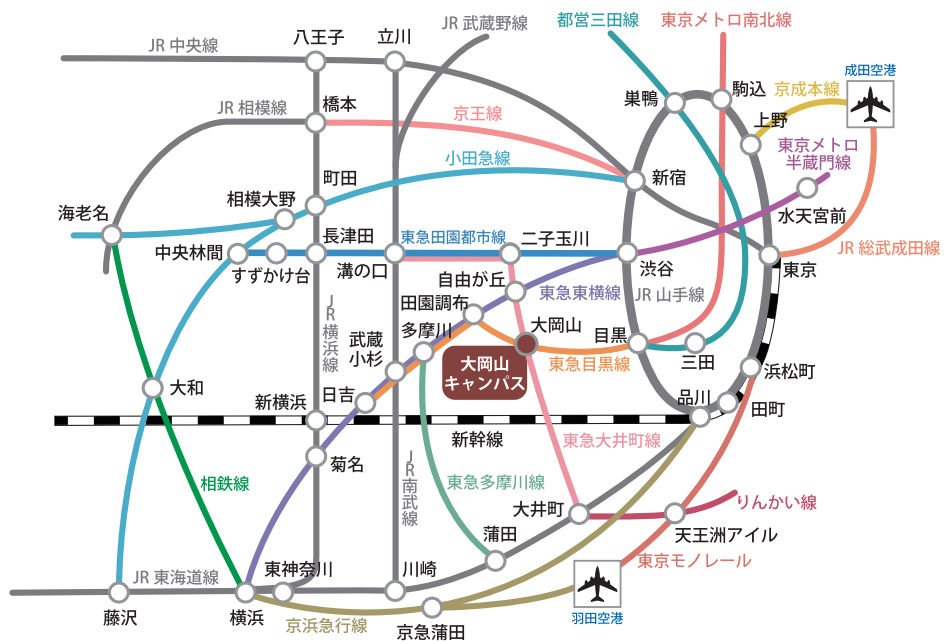 JR 武蔵野線
都営三田線
東京メトロ南北線
八王子
立川
JR 中央線
成田空港
巣鴨
駒込
京成本線
JR 相模線
橋本
京王線
上野
東京メトロ
半蔵門線
小田急線
町田
新宿
相模大野
海老名
水天宮前
中央林間
長津田
東急田園都市線
二子玉川
JR 総武成田線
すずかけ台
溝の口
渋谷
東京
自由が丘
東急東横線
JR 山手線
田園調布
JR横浜線
多摩川
大岡山
目黒
武蔵
小杉
大岡山
キャンパス
東急目黒線
三田
浜松町
大和
日吉
新横浜
品川
田町
新幹線
東急大井町線
菊名
JR南武線
相鉄線
東急多摩川線
りんかい線
大井町
天王洲アイル
蒲田
東京モノレール
JR 東海道線
東神奈川
川崎
藤沢
横浜
京浜急行線
京急蒲田
羽田空港